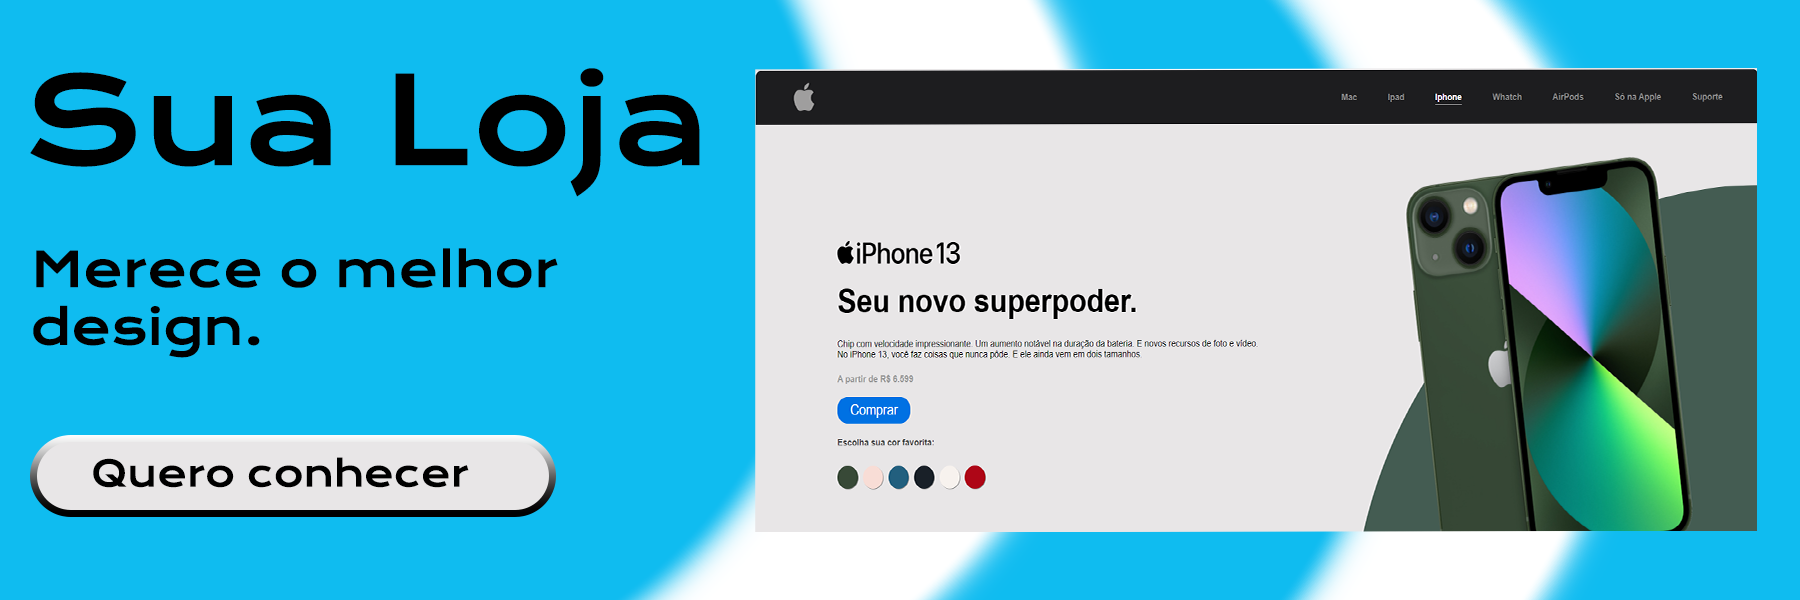 Sua Loja
Merece o melhor
design.
Quero conhecer
Mac Ipad Iphone Whatch AirPods Só na Apple Suporte
iPhone 13
Seu novo superpoder.
Chip com velocidade impressionante. Um aumento notável na duração da bateria. E novos recursos de foto e vídeo.
No iPhone 13, você faz coisas que nunca pôde. E ele ainda vem em dois tamanhos.
A partir de R$ 6.599
Comprar
Escolha sua cor favorita: